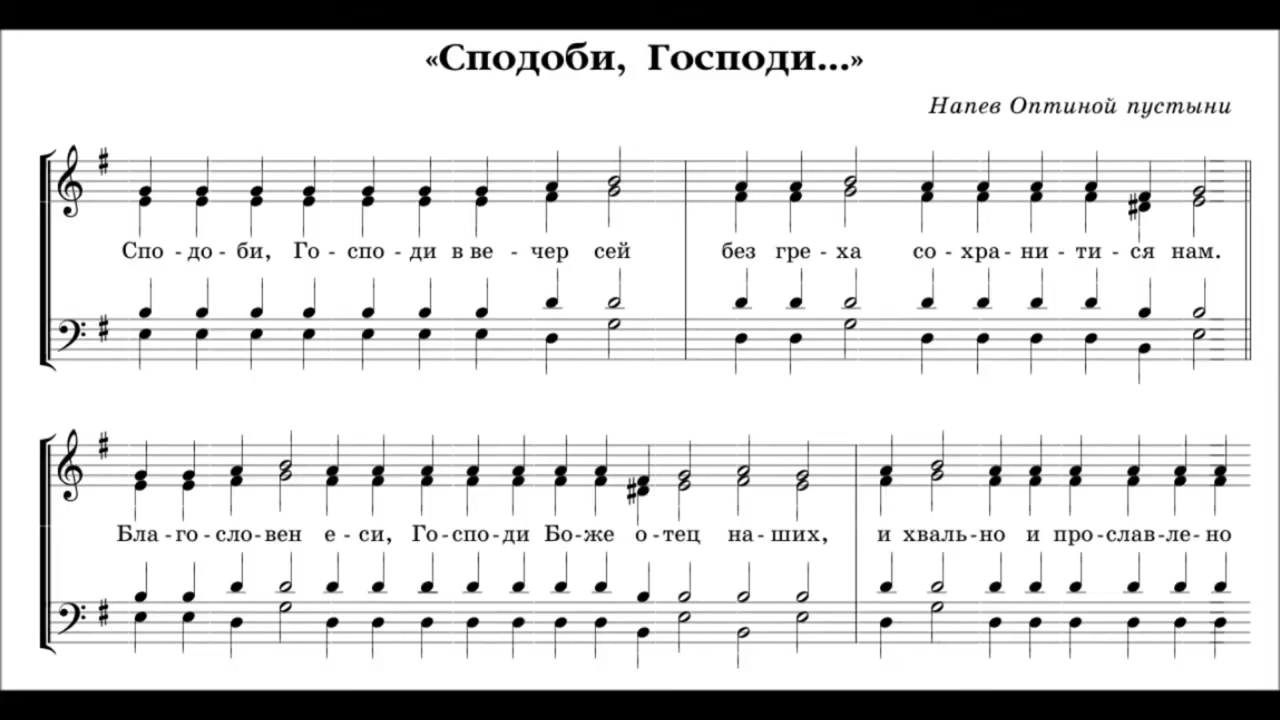 «Сподоби, Господи...»
Напев Оптиной пустыни
Спо - до - би, Го - спо - ди в ве - чер сей без гре - ха со - хра - ни - ти - ся нам.
Бла - го - сло - вен е - си, Го - спо - ди Бо - же о - тец на - ших, и хваль - но и про - слав - ле - но